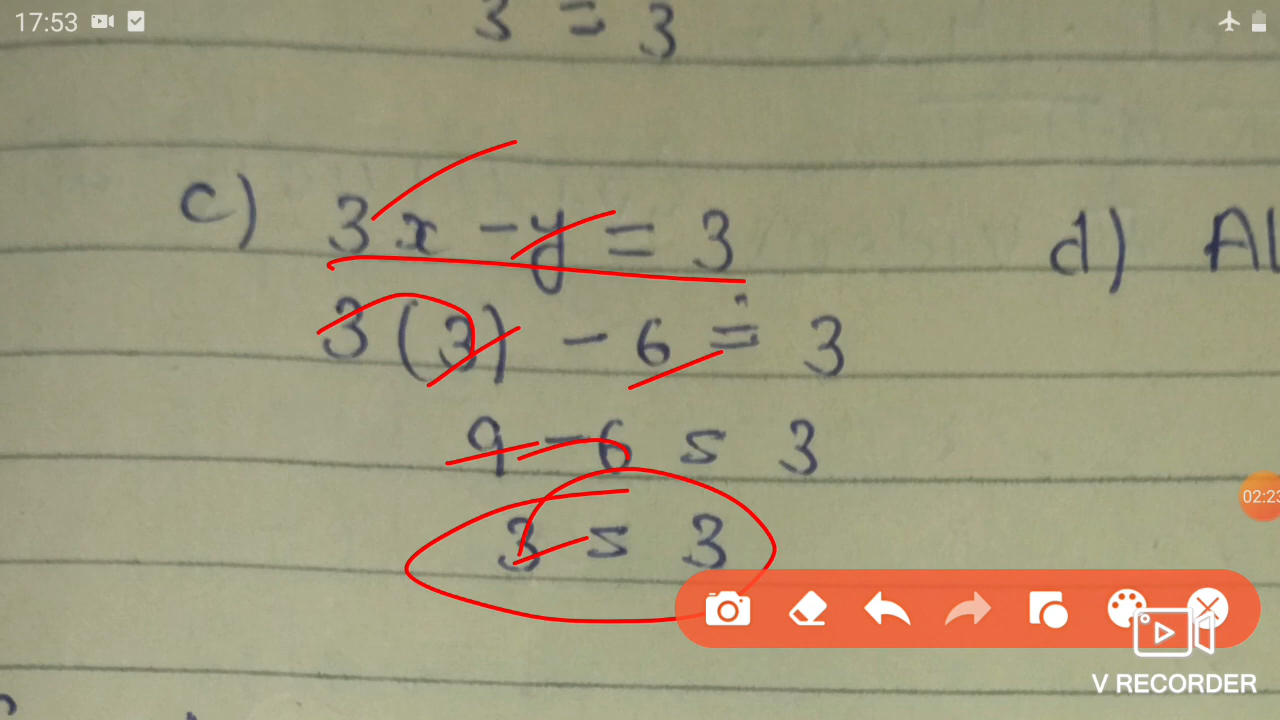 17:53
3 = 3
c) 3x - y = 3
d) Al
3(3) - 6 = 3
9 - 6 = 3
3 = 3
02:23
V RECORDER